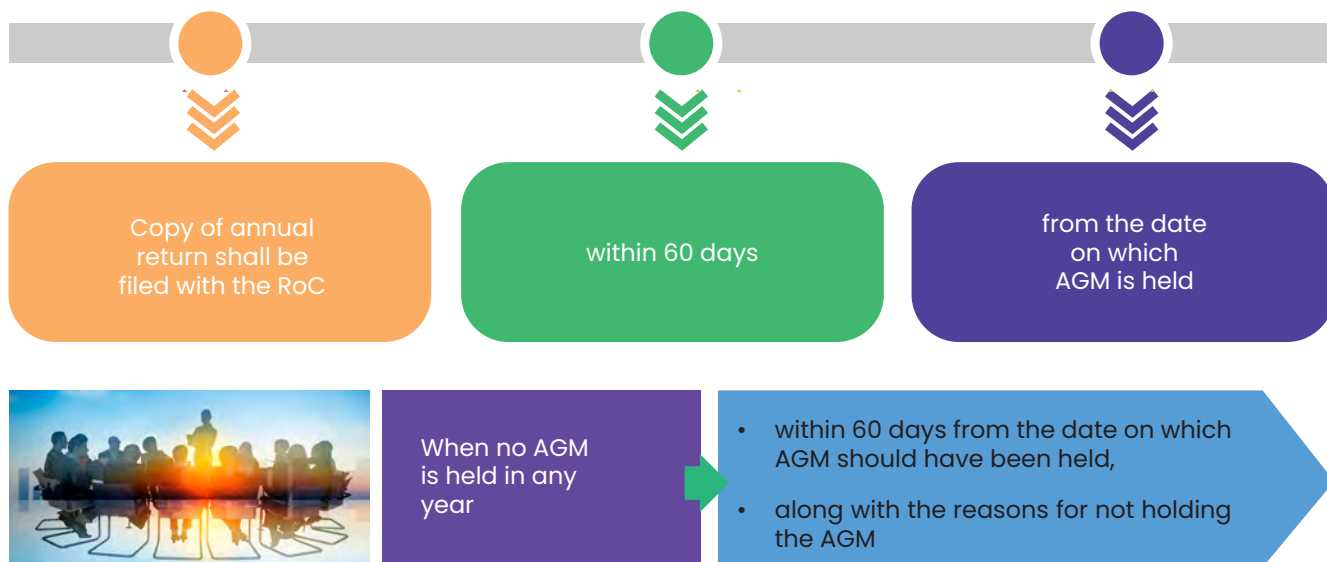 Copy of annual
return shall be
filed with the RoC
within 60 days
from the date
on which
AGM is held
When no AGM
is held in any
year
• within 60 days from the date on which
AGM should have been held,
• along with the reasons for not holding
the AGM